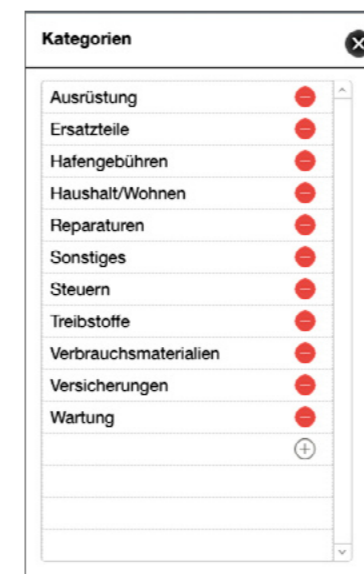 Kategorien
Ausrüstung
Ersatzteile
Hafengebühren
Haushalt/Wohnen
Reparaturen
Sonstiges
Steuern
Treibstoffe
Verbrauchsmaterialien
Versicherungen
Wartung